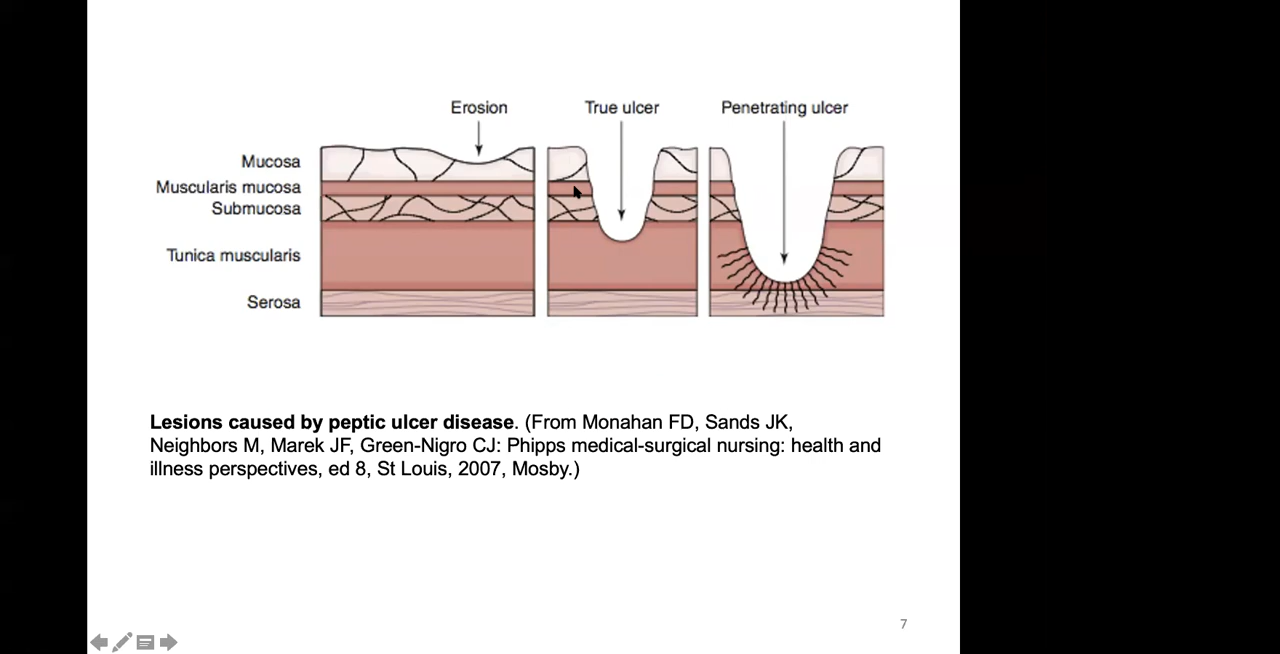 Erosion
True ulcer
Penetrating ulcer
Mucosa
Muscularis mucosa
Submucosa
Tunica muscularis
Serosa
Lesions caused by peptic ulcer disease. (From Monahan FD, Sands JK,
Neighbors M, Marek JF, Green-Nigro CJ: Phipps medical-surgical nursing: health and
illness perspectives, ed 8, St Louis, 2007, Mosby.)
7